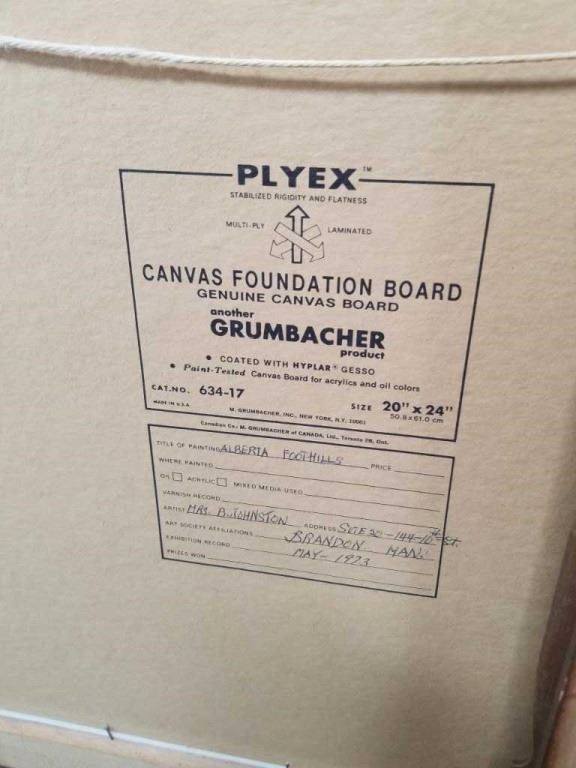 PLYEX™
STABILIZED RIGIDITY AND FLATNESS
MULTI-PLY LAMINATED
CANVAS FOUNDATION BOARD
GENUINE CANVAS BOARD
another
GRUMBACHER
product
• COATED WITH HYPLAR® GESSO
• Paint-Tested Canvas Board for acrylics and oil colors
CAT.NO. 634-17 SIZE 20" x 24"
MADE IN U.S.A. 50.8 x 61.0 cm
M. GRUMBACHER, INC., NEW YORK, N.Y. 10001
Canadian Co.: M. GRUMBACHER of CANADA, Ltd., Toronto 2B, Ont.
TITLE OF PAINTING ALBERTA FOOTHILLS PRICE
WHERE PAINTED
OIL ACRYLIC MIXED MEDIA USED
VARNISH RECORD
ARTIST MRS. B. JOHNSTON ADDRESS 144 St.
ART SOCIETY AFFILIATIONS BRANDON MAN.
EXHIBITION RECORD MAY - 1973
PRIZES WON